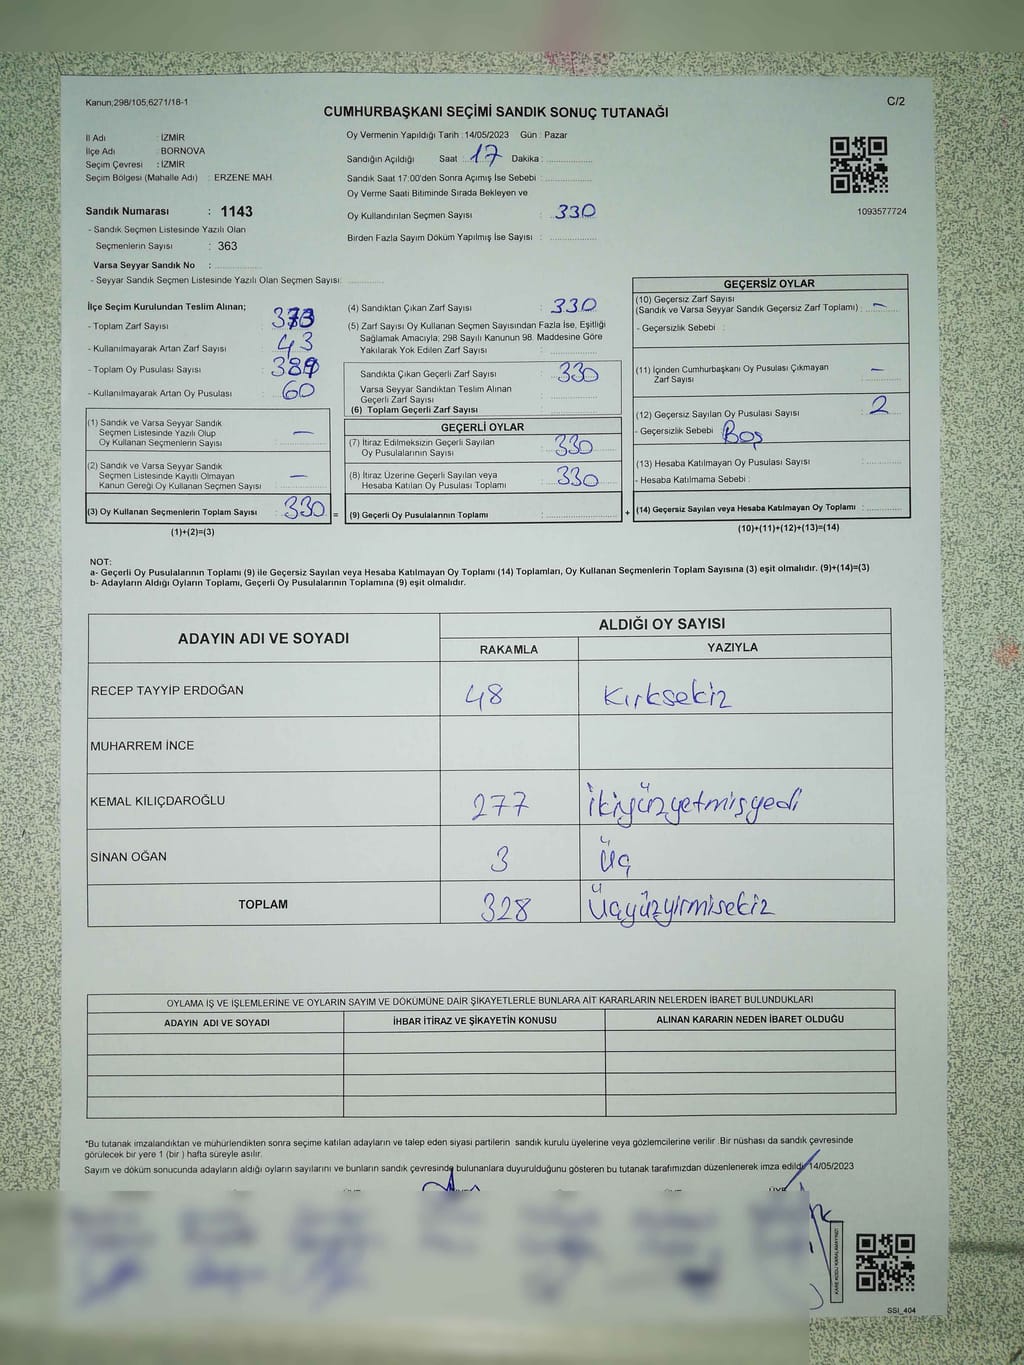 Kanun;298/105;6271/18-1
C/2
CUMHURBAŞKANI SEÇİMİ SANDIK SONUÇ TUTANAĞI
İl Adı : İZMİR
İlçe Adı : BORNOVA
Seçim Çevresi : İZMİR
Seçim Bölgesi (Mahalle Adı) : ERZENE MAH.
Oy Vermenin Yapıldığı Tarih :14/05/2023 Gün : Pazar
Sandığın Açıldığı Saat : 17 Dakika :
Sandık Saat 17:00'den Sonra Açımış İse Sebebi :
Oy Verme Saati Bitiminde Sırada Bekleyen ve
Oy Kullandırılan Seçmen Sayısı : 330
Birden Fazla Sayım Döküm Yapılmış İse Sayısı :
1093577724
Sandık Numarası : 1143
- Sandık Seçmen Listesinde Yazılı Olan
Seçmenlerin Sayısı : 363
Varsa Seyyar Sandık No :
- Seyyar Sandık Seçmen Listesinde Yazılı Olan Seçmen Sayısı:
İlçe Seçim Kurulundan Teslim Alınan;
- Toplam Zarf Sayısı : 373
- Kullanılmayarak Artan Zarf Sayısı : 43
- Toplam Oy Pusulası Sayısı :
- Kullanılmayarak Artan Oy Pusulası : 60
(1) Sandık ve Varsa Seyyar Sandık
Seçmen Listesinde Yazılı Olup
Oy Kullanan Seçmenlerin Sayısı : —
(2) Sandık ve Varsa Seyyar Sandık
Seçmen Listesinde Kayıtlı Olmayan
Kanun Gereği Oy Kullanan Seçmen Sayısı : —
(3) Oy Kullanan Seçmenlerin Toplam Sayısı : 330
(1)+(2)=(3)
(4) Sandıktan Çıkan Zarf Sayısı : 330
(5) Zarf Sayısı Oy Kullanan Seçmen Sayısından Fazla İse, Eşitliği
Sağlamak Amacıyla; 298 Sayılı Kanunun 98. Maddesine Göre
Yakılarak Yok Edilen Zarf Sayısı :
Sandıkta Çıkan Geçerli Zarf Sayısı : 330
Varsa Seyyar Sandıktan Teslim Alınan
Geçerli Zarf Sayısı :
(6) Toplam Geçerli Zarf Sayısı :
GEÇERLİ OYLAR
(7) İtiraz Edilmeksizin Geçerli Sayılan
Oy Pusulalarının Sayısı : 330
(8) İtiraz Üzerine Geçerli Sayılan veya
Hesaba Katılan Oy Pusulası Toplamı : 330
= (9) Geçerli Oy Pusulalarının Toplamı :
GEÇERSİZ OYLAR
(10) Geçersiz Zarf Sayısı
(Sandık ve Varsa Seyyar Sandık Geçersiz Zarf Toplamı) : —
- Geçersizlik Sebebi :
(11) İçinden Cumhurbaşkanı Oy Pusulası Çıkmayan
Zarf Sayısı : —
(12) Geçersiz Sayılan Oy Pusulası Sayısı : 2
- Geçersizlik Sebebi : Boş
(13) Hesaba Katılmayan Oy Pusulası Sayısı :
- Hesaba Katılmama Sebebi :
+ (14) Geçersiz Sayılan veya Hesaba Katılmayan Oy Toplamı :
(10)+(11)+(12)+(13)=(14)
NOT:
a- Geçerli Oy Pusulalarının Toplamı (9) ile Geçersiz Sayılan veya Hesaba Katılmayan Oy Toplamı (14) Toplamları, Oy Kullanan Seçmenlerin Toplam Sayısına (3) eşit olmalıdır. (9)+(14)=(3)
b- Adayların Aldığı Oyların Toplamı, Geçerli Oy Pusulalarının Toplamına (9) eşit olmalıdır.
ADAYIN ADI VE SOYADI ALDIĞI OY SAYISI
RAKAMLA YAZIYLA
RECEP TAYYİP ERDOĞAN 48 Kırksekiz
MUHARREM İNCE
KEMAL KILIÇDAROĞLU 277 İkiyüzyetmişyedi
SİNAN OĞAN 3 Üç
TOPLAM 328 Üçyüzyirmisekiz
OYLAMA İŞ VE İŞLEMLERİNE VE OYLARIN SAYIM VE DÖKÜMÜNE DAİR ŞİKAYETLERLE BUNLARA AİT KARARLARIN NELERDEN İBARET BULUNDUKLARI
ADAYIN ADI VE SOYADI İHBAR İTİRAZ VE ŞİKAYETİN KONUSU ALINAN KARARIN NEDEN İBARET OLDUĞU
*Bu tutanak imzalandıktan ve mühürlendikten sonra seçime katılan adayların ve talep eden siyasi partilerin sandık kurulu üyelerine veya gözlemcilerine verilir .Bir nüshası da sandık çevresinde
görülecek bir yere 1 (bir ) hafta süreyle asılır.
Sayım ve döküm sonucunda adayların aldığı oyların sayılarını ve bunların sandık çevresinde bulunanlara duyurulduğunu gösteren bu tutanak tarafımızdan düzenlenerek imza edildi. 14/05/2023
KARE KODU KARALAMAYINIZ!
SSI_404